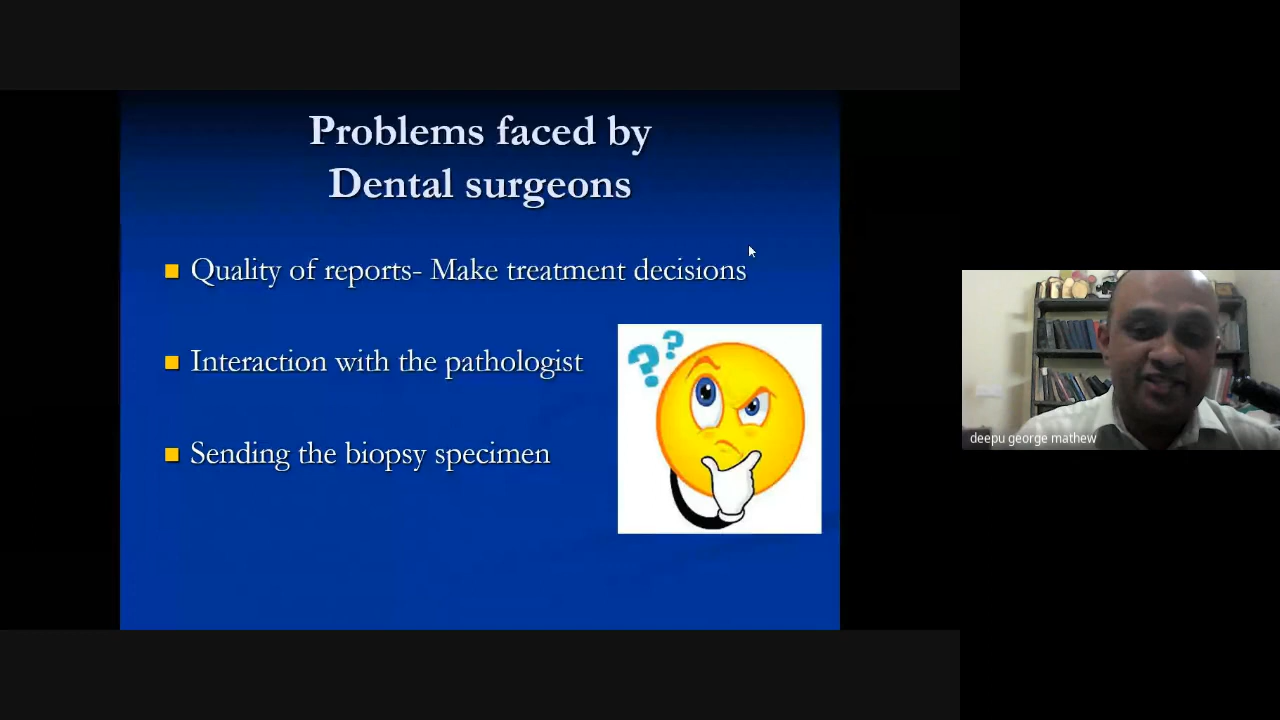 Problems faced by
Dental surgeons
Quality of reports- Make treatment decisions
Interaction with the pathologist
Sending the biopsy specimen
??
deepu george mathew